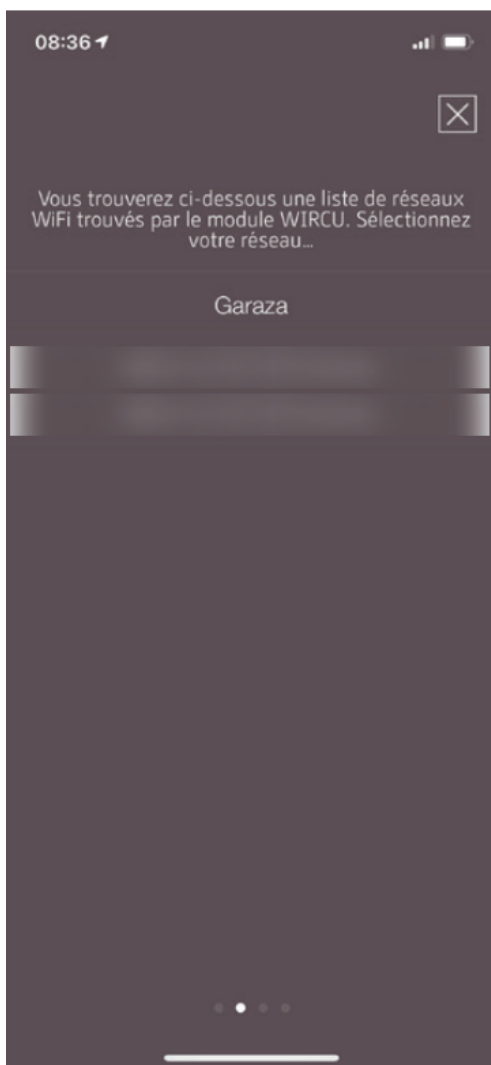 08:36
Vous trouverez ci-dessous une liste de réseaux
WiFi trouvés par le module WIRCU. Sélectionnez
votre réseau...
Garaza